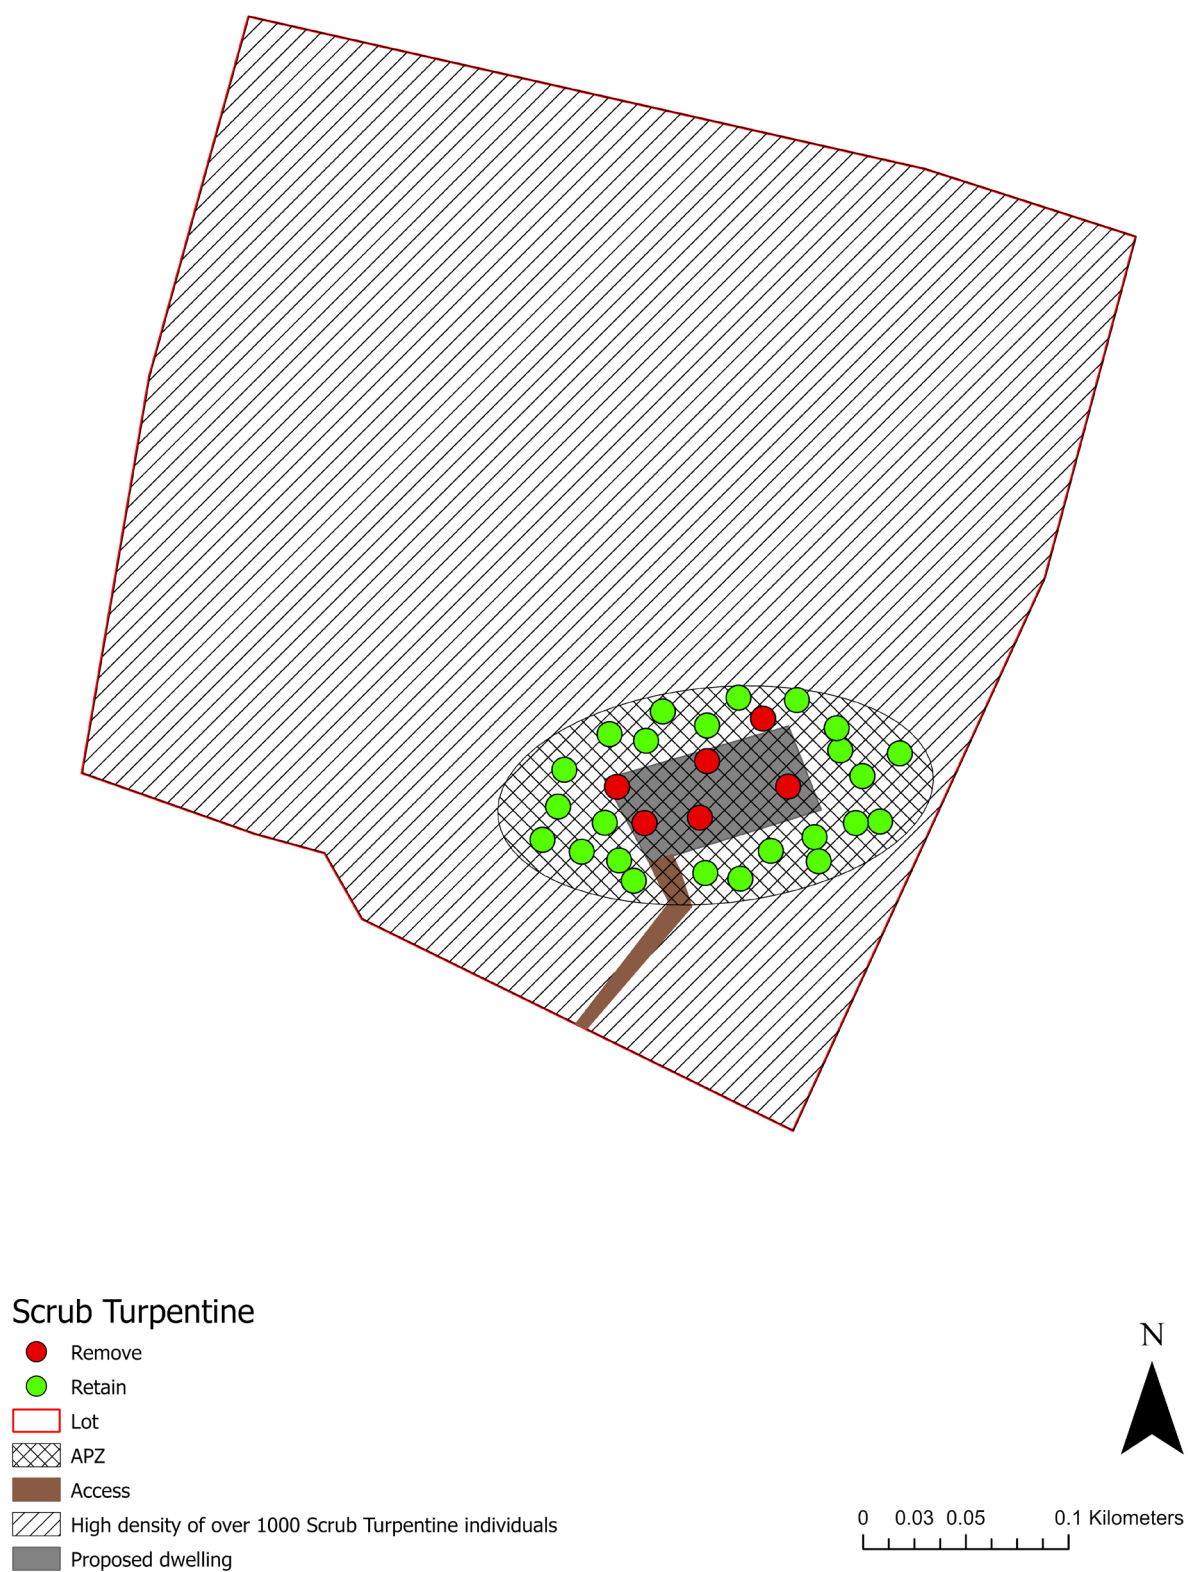 Scrub Turpentine
Remove
Retain
Lot
APZ
Access
High density of over 1000 Scrub Turpentine individuals
Proposed dwelling
N
0 0.03 0.05 0.1 Kilometers